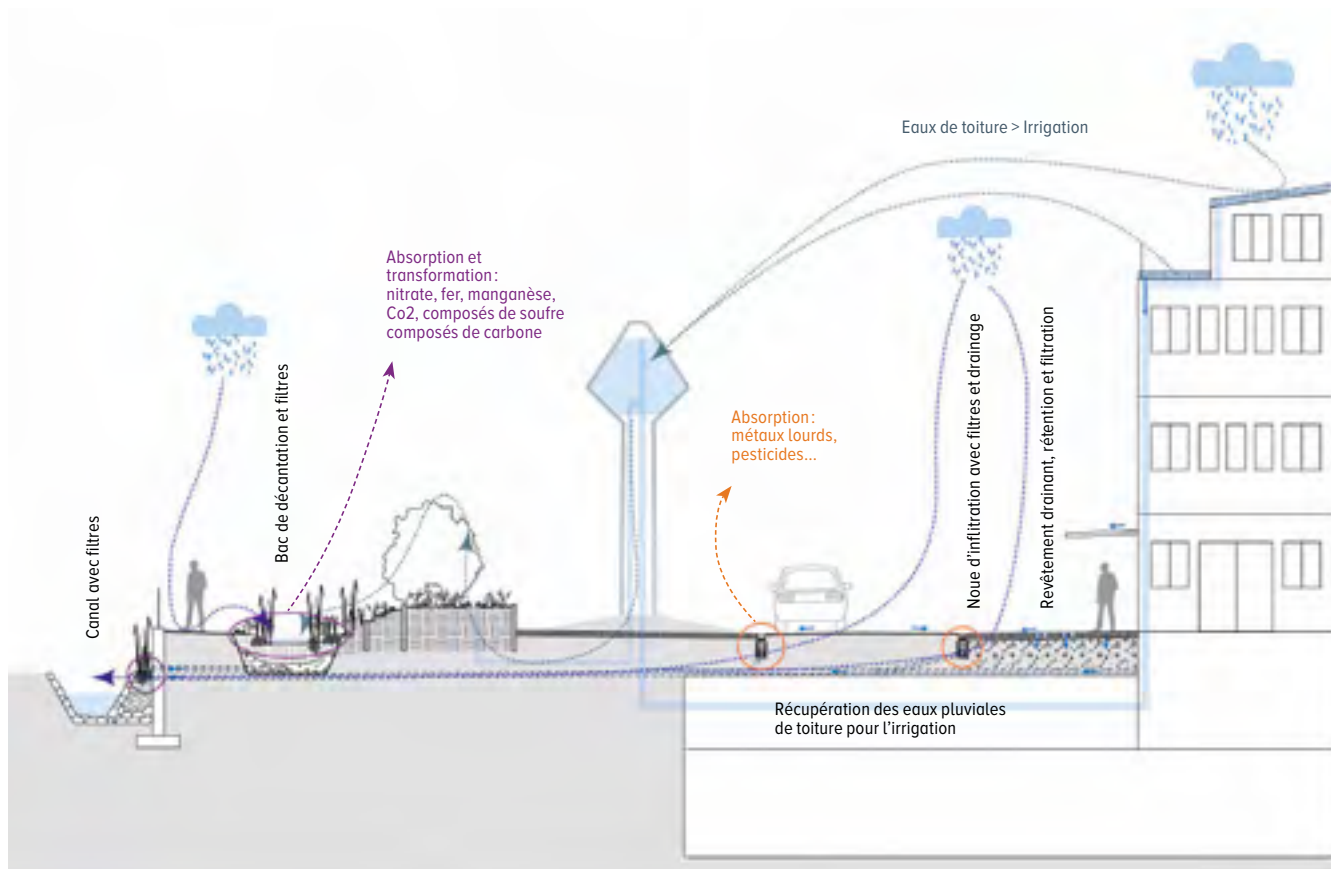 Eaux de toiture > Irrigation
Absorption et
transformation :
nitrate, fer, manganèse,
Co2, composés de soufre
composés de carbone
Canal avec filtres
Bac de décantation et filtres
Absorption :
métaux lourds,
pesticides...
Noue d'inflitration avec filtres et drainage
Revêtement drainant, rétention et filtration
Récupération des eaux pluviales
de toiture pour l'irrigation